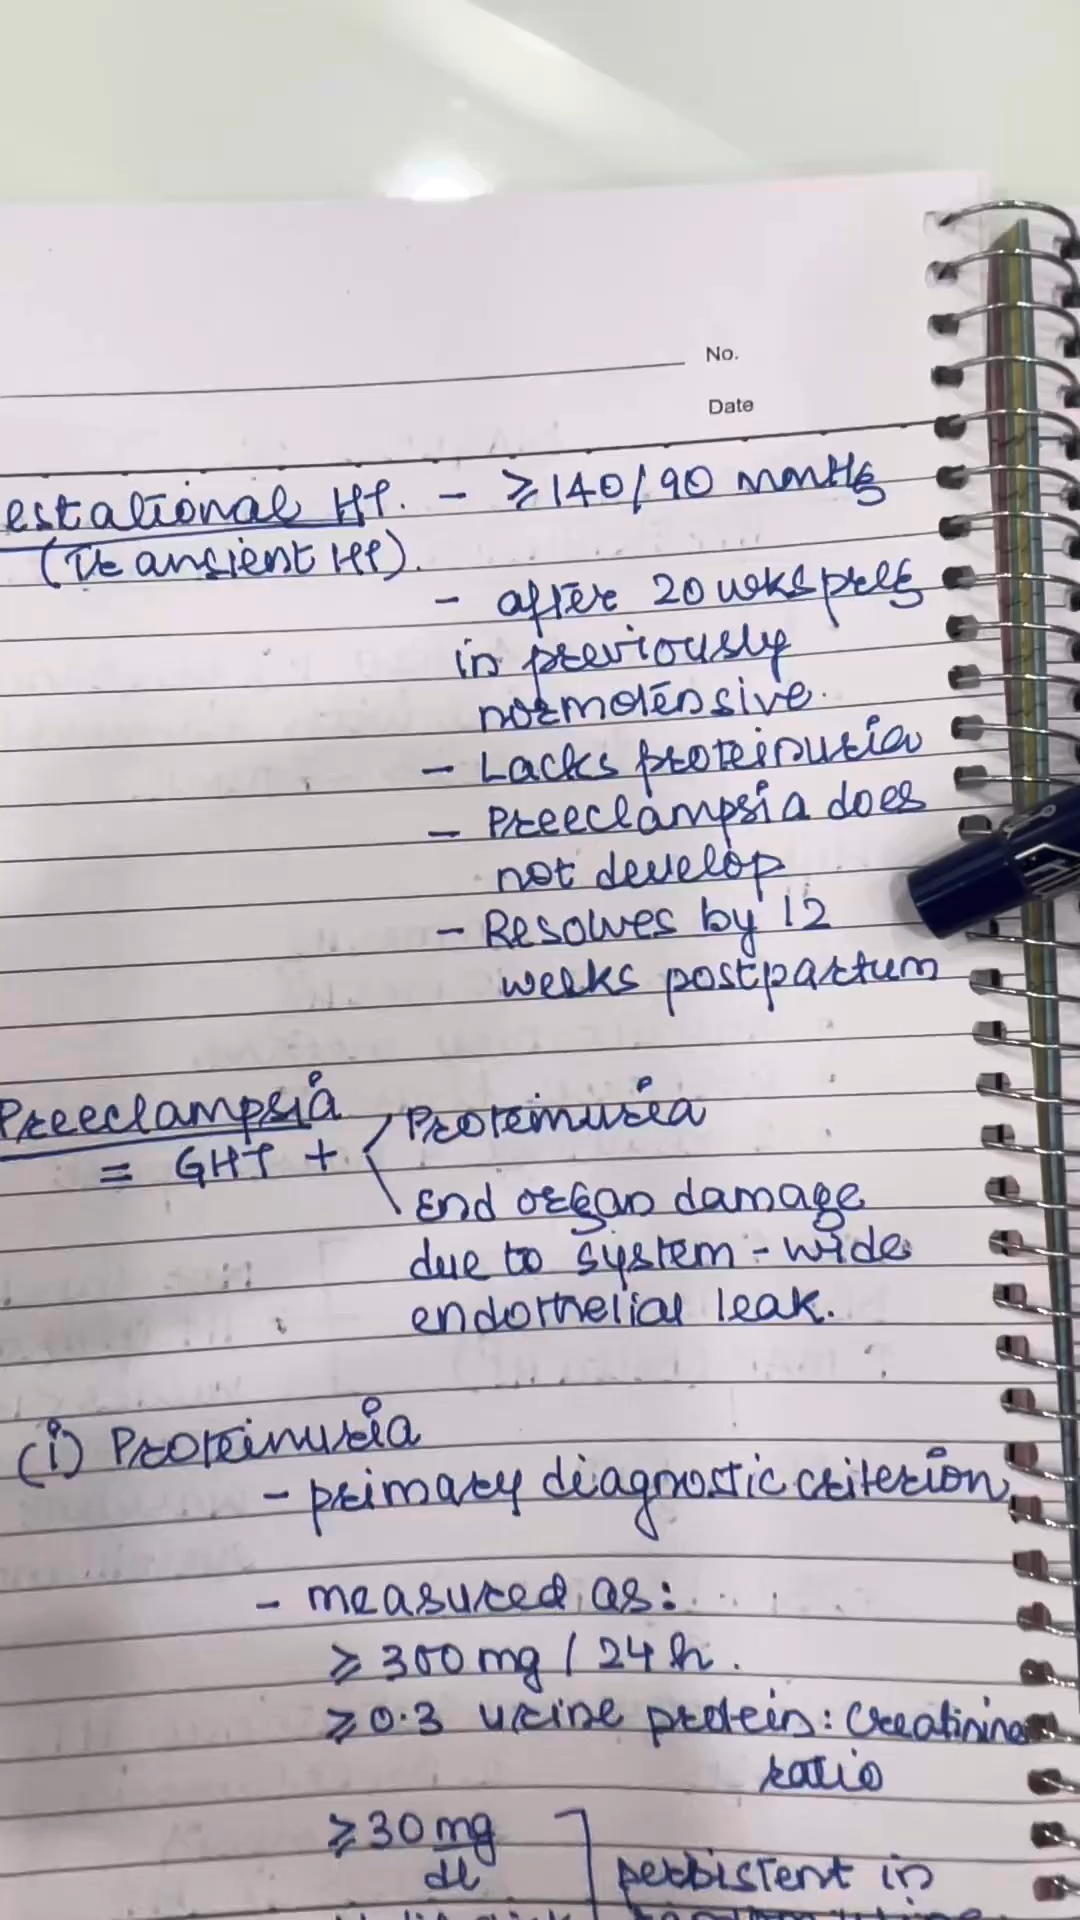 No.
Date
estational HT. - ≥140/90 mmHg
(Transient HT).
- after 20 wks preg
in previously
normotensive.
- Lacks proteinuria
- Preeclampsia does
not develop
- Resolves by 12
weeks postpartum
Preeclampsia
= GHT + Proteinuria
End organ damage
due to system-wide
endothelial leak.
(i) Proteinuria
- primary diagnostic criterion
- measured as:
≥ 300 mg / 24 h.
≥ 0.3 urine protein: creatinine
ratio
≥ 30 mg
dl persistent in